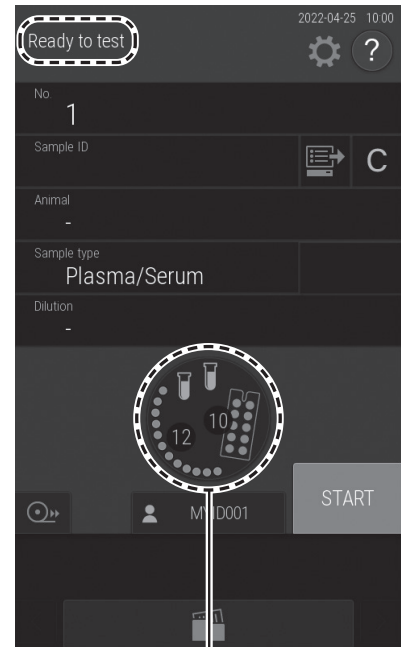 2022-04-25 10:00
Ready to test
?
No
1
Sample ID
C
Animal
-
Sample type
Plasma/Serum
Dilution
-
10
12
START